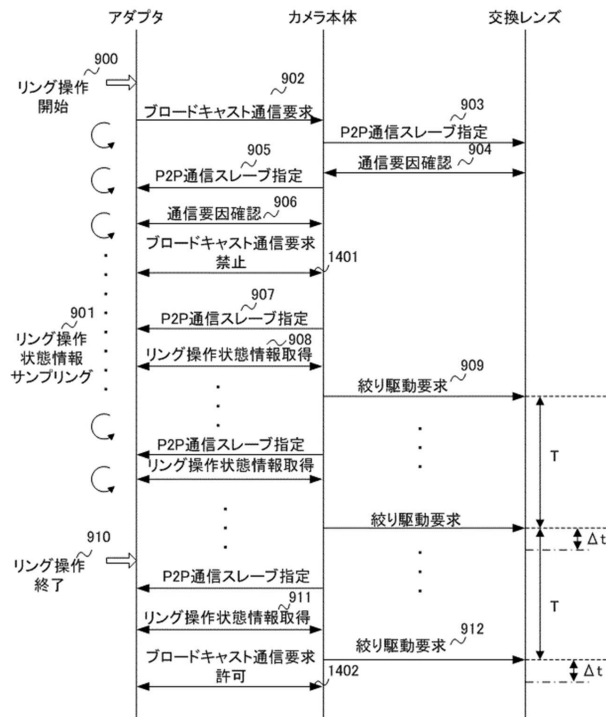 アダプタ
カメラ本体
交換レンズ
900
リング操作
開始
902
ブロードキャスト通信要求
903
P2P通信スレーブ指定
904
通信要因確認
905
P2P通信スレーブ指定
906
通信要因確認
ブロードキャスト通信要求
禁止
1401
907
P2P通信スレーブ指定
901
リング操作
状態情報
サンプリング
908
リング操作状態情報取得
909
絞り駆動要求
P2P通信スレーブ指定
リング操作状態情報取得
T
絞り駆動要求
Δt
910
リング操作
終了
P2P通信スレーブ指定
911
リング操作状態情報取得
T
912
絞り駆動要求
ブロードキャスト通信要求
許可
1402
Δt